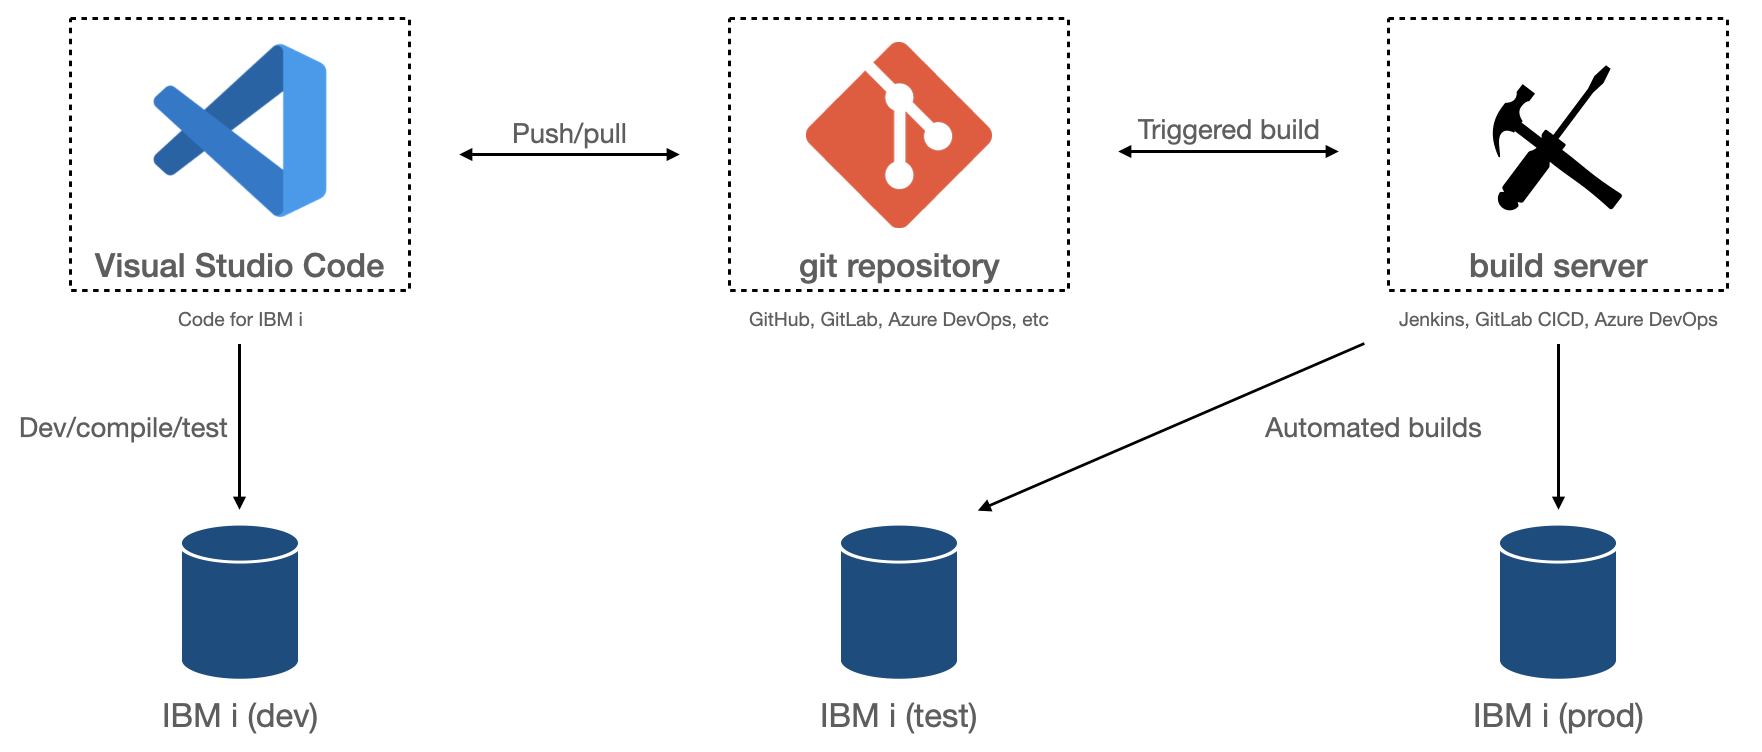 Push/pull
Triggered build
Visual Studio Code
git repository
build server
Code for IBM i
GitHub, GitLab, Azure DevOps, etc
Jenkins, GitLab CICD, Azure DevOps
Dev/compile/test
Automated builds
IBM i (dev)
IBM i (test)
IBM i (prod)